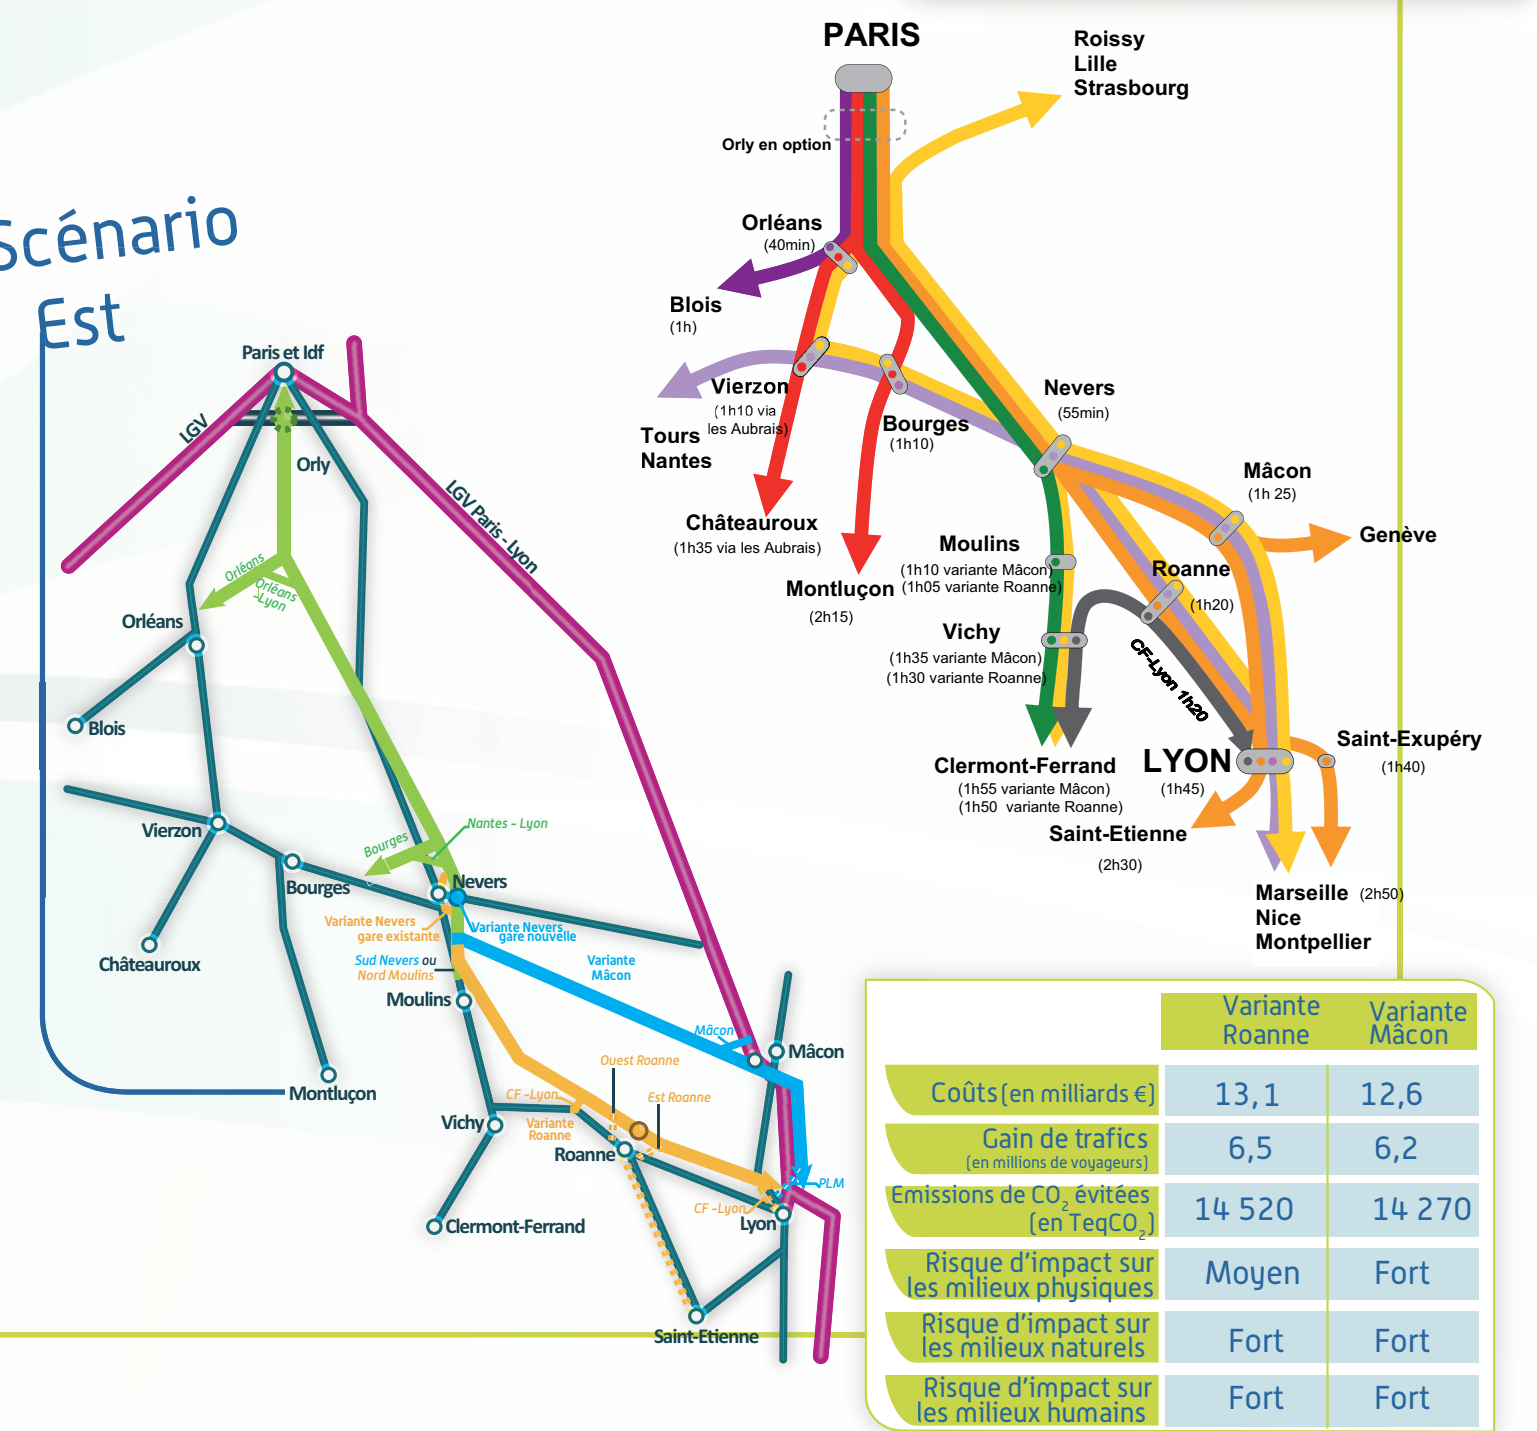 Scénario
Est
PARIS
Roissy
Lille
Strasbourg
Orly en option
Orléans
(40min)
Blois
(1h)
Vierzon
(1h10 via
les Aubrais)
Tours
Nantes
Bourges
(1h10)
Nevers
(55min)
Mâcon
(1h 25)
Genève
Châteauroux
(1h35 via les Aubrais)
Montluçon
(2h15)
Moulins
(1h10 variante Mâcon)
(1h05 variante Roanne)
Roanne
(1h20)
Vichy
(1h35 variante Mâcon)
(1h30 variante Roanne)
CF-Lyon 1h20
Clermont-Ferrand
(1h55 variante Mâcon)
(1h50 variante Roanne)
LYON
(1h45)
Saint-Exupéry
(1h40)
Saint-Etienne
(2h30)
Marseille (2h50)
Nice
Montpellier
Paris et Idf
LGV
Orly
LGV Paris - Lyon
Orléans
Orléans
-Lyon
Orléans
Blois
Vierzon
Nantes - Lyon
Bourges
Bourges
Nevers
Variante Nevers
gare existante
Variante Nevers
gare nouvelle
Châteauroux
Sud Nevers ou
Nord Moulins
Variante
Mâcon
Moulins
Mâcon
Mâcon
Montluçon
Ouest Roanne
CF -Lyon
Est Roanne
Vichy
Variante
Roanne
Roanne
PLM
CF -Lyon
Lyon
Clermont-Ferrand
Saint-Etienne
Variante
Roanne
Variante
Mâcon
Coûts (en milliards €) 13,1 12,6
Gain de trafics
(en millions de voyageurs)
6,5 6,2
Emissions de CO2 évitées
(en TeqCO2)
14 520 14 270
Risque d'impact sur
les milieux physiques
Moyen Fort
Risque d'impact sur
les milieux naturels
Fort Fort
Risque d'impact sur
les milieux humains
Fort Fort